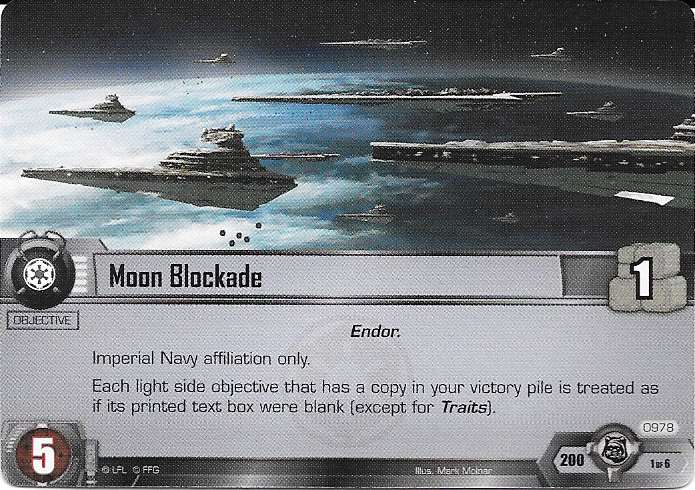 Moon Blockade
1
OBJECTIVE
Endor.
Imperial Navy affiliation only.
Each light side objective that has a copy in your victory pile is treated as
if its printed text box were blank (except for Traits).
0978
5
200
1 OF 6
© LFL © FFG
Illus. Mark Molnar